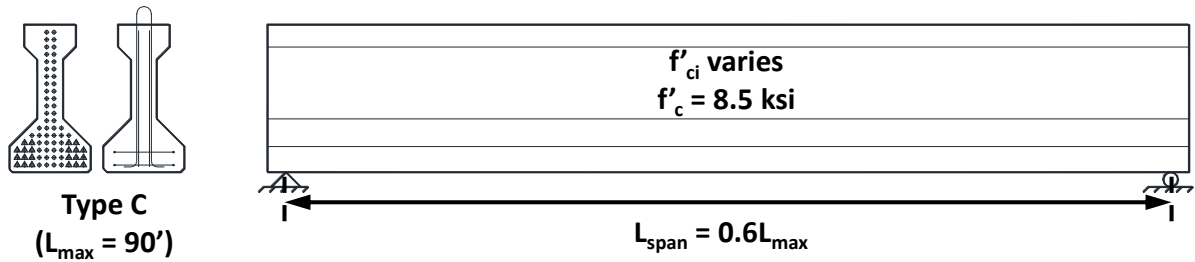 f'ci varies
f'c = 8.5 ksi
Type C
(Lmax = 90')
Lspan = 0.6Lmax